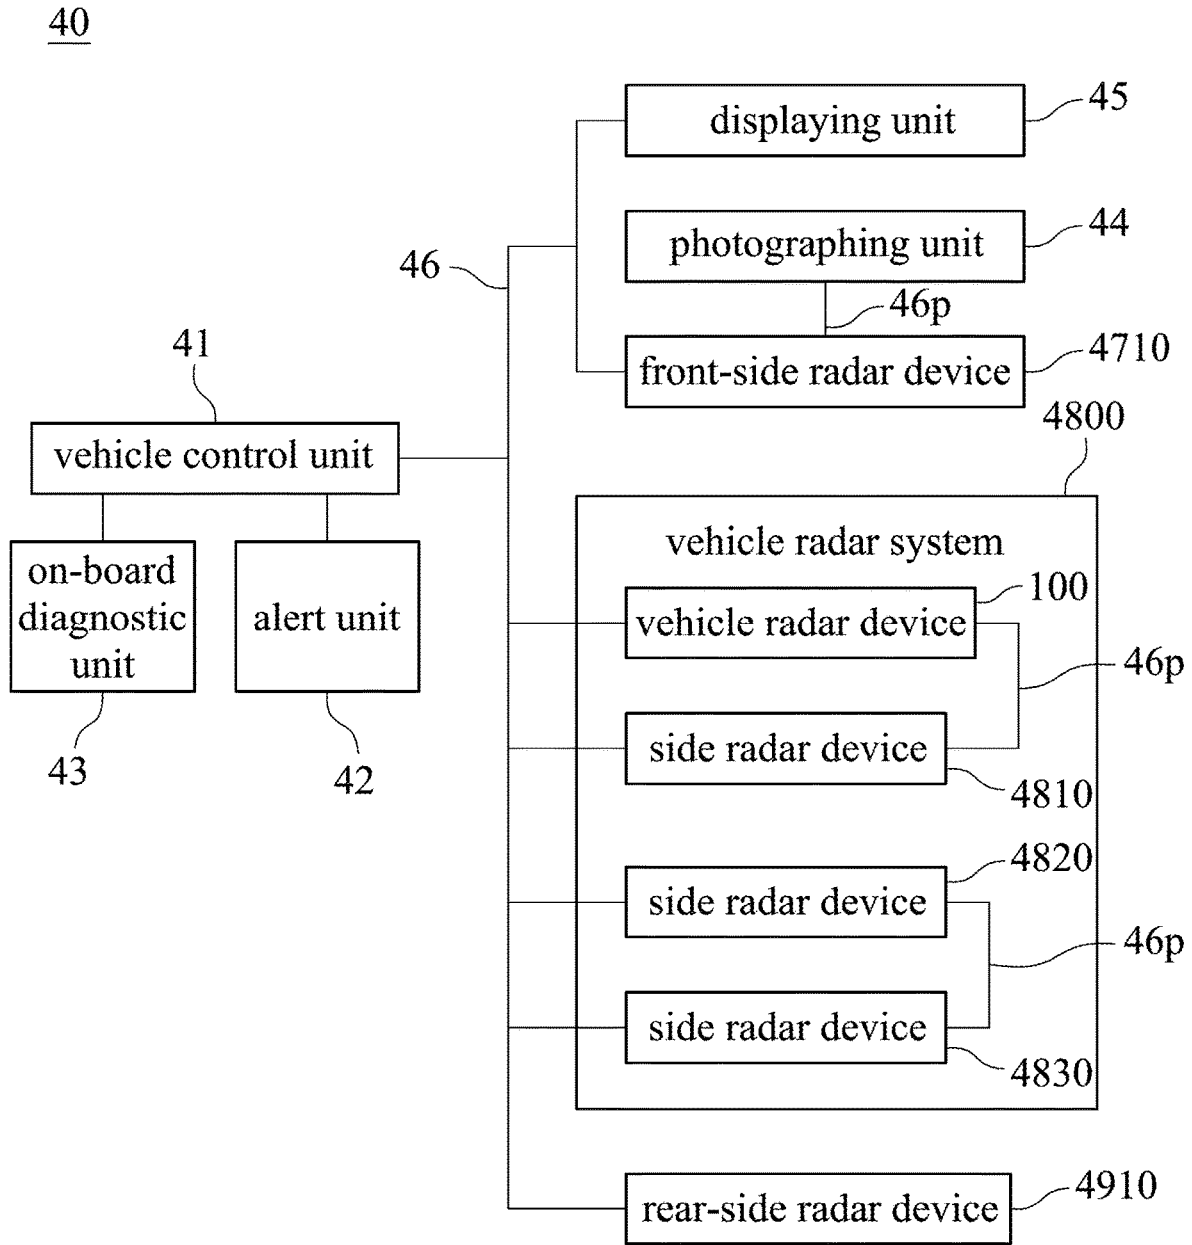 40
displaying unit
45
photographing unit
44
46
46p
front-side radar device
4710
41
vehicle control unit
on-board
diagnostic
unit
43
alert unit
42
4800
vehicle radar system
100
vehicle radar device
46p
side radar device
4810
4820
side radar device
46p
side radar device
4830
rear-side radar device
4910